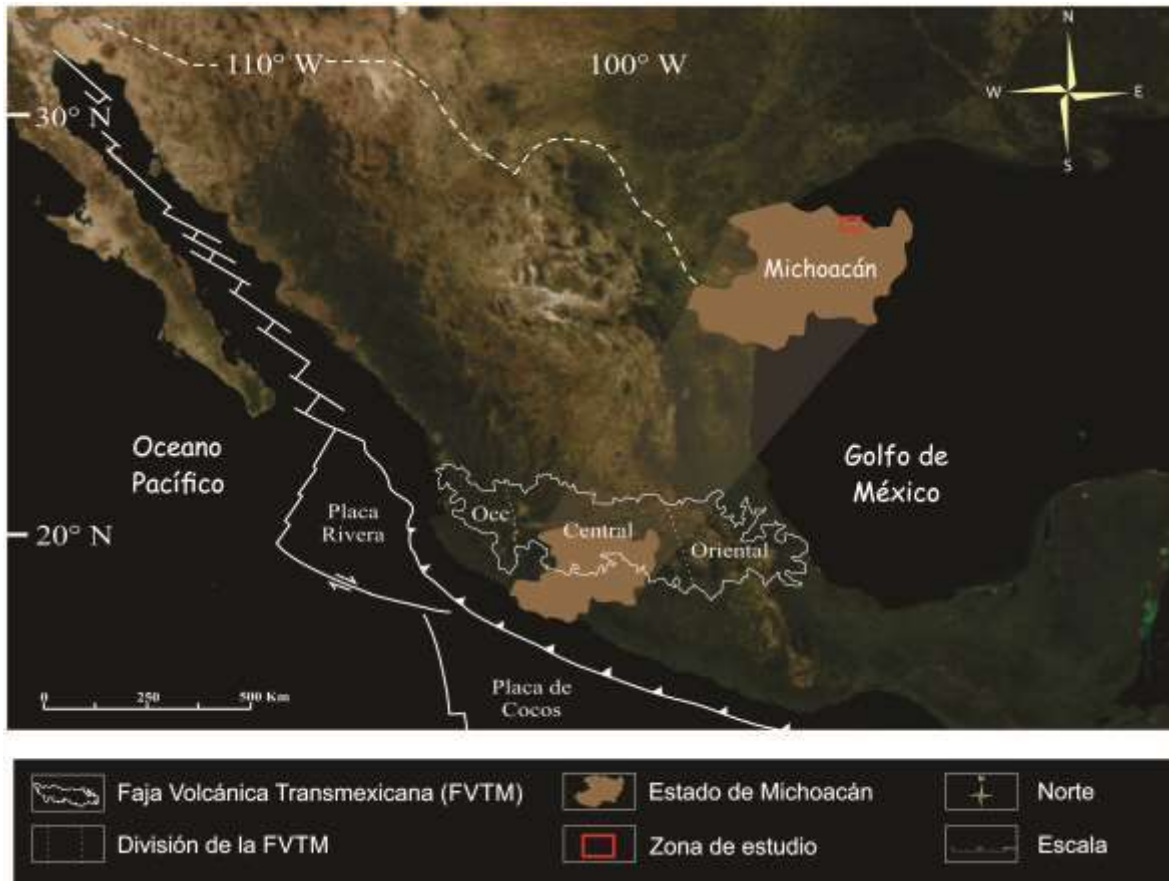 N
110° W
100° W
W
E
30° N
S
Michoacán
Oceano
Pacífico
Golfo de
México
Placa
Rivera
Occ
Central
Oriental
20° N
0 250 500 Km
Placa de
Cocos
Faja Volcánica Transmexicana (FVTM)
Estado de Michoacán
Norte
División de la FVTM
Zona de estudio
Escala